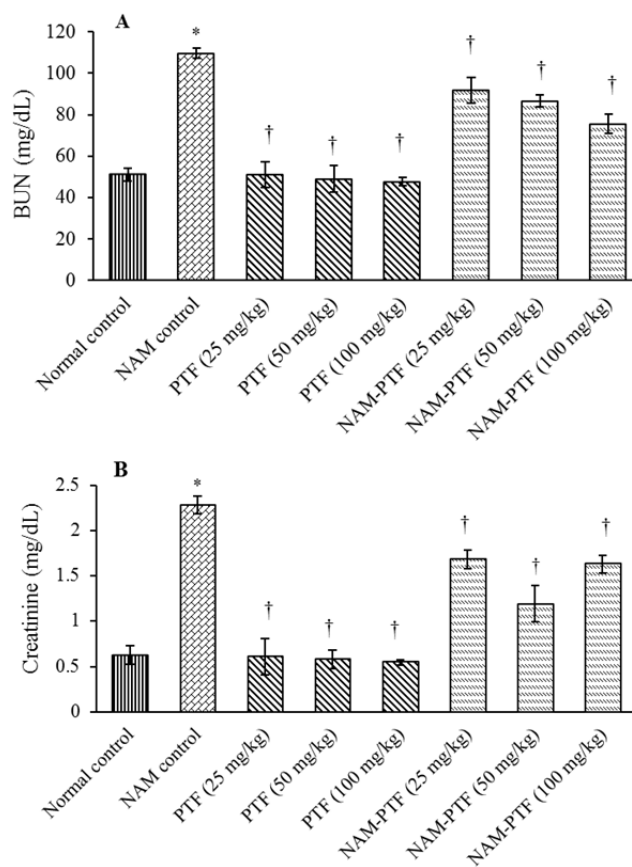 A
BUN (mg/dL)
120
100
80
60
40
20
0
*
†
†
†
†
†
†
Normal control
NAM control
PTF (25 mg/kg)
PTF (50 mg/kg)
PTF (100 mg/kg)
NAM-PTF (25 mg/kg)
NAM-PTF (50 mg/kg)
NAM-PTF (100 mg/kg)
B
Creatinine (mg/dL)
2.5
2
1.5
1
0.5
0
*
†
†
†
†
†
†
Normal control
NAM control
PTF (25 mg/kg)
PTF (50 mg/kg)
PTF (100 mg/kg)
NAM-PTF (25 mg/kg)
NAM-PTF (50 mg/kg)
NAM-PTF (100 mg/kg)